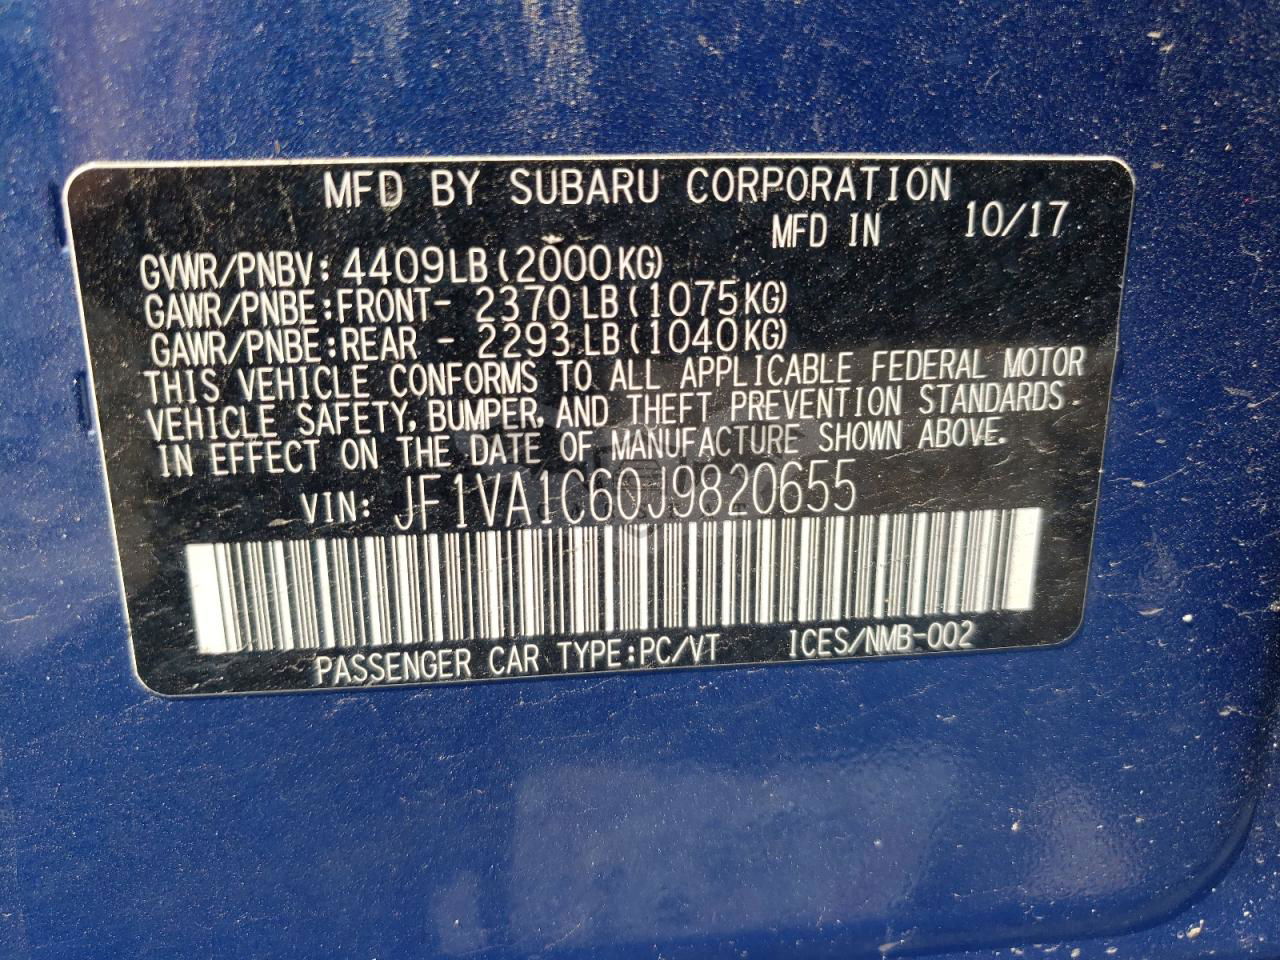 MFD BY SUBARU CORPORATION
MFD IN 10/17
GVWR/PNBV: 4409LB(2000KG)
GAWR/PNBE:FRONT- 2370LB(1075KG)
GAWR/PNBE:REAR - 2293LB(1040KG)
THIS VEHICLE CONFORMS TO ALL APPLICABLE FEDERAL MOTOR
VEHICLE SAFETY, BUMPER, AND THEFT PREVENTION STANDARDS.
IN EFFECT ON THE DATE OF MANUFACTURE SHOWN ABOVE.
VIN: JF1VA1C60J9820655
PASSENGER CAR TYPE:PC/VT ICES/NMB-002